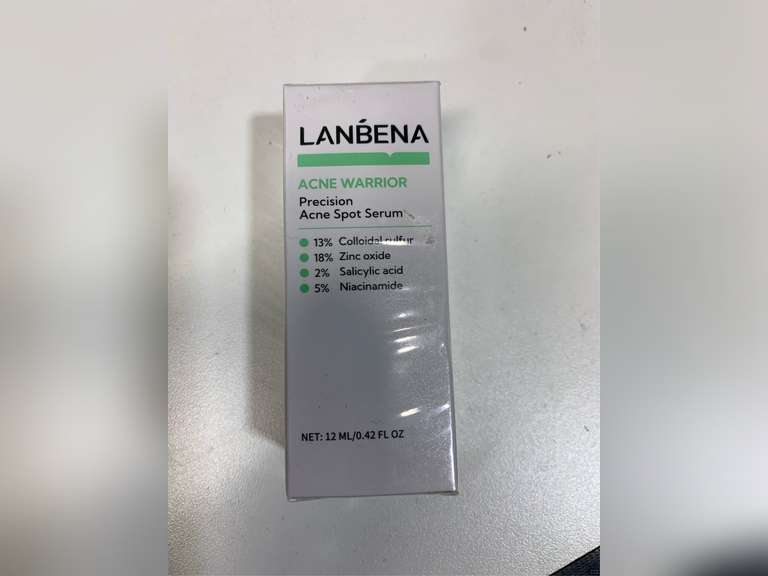 LANBENA
ACNE WARRIOR
Precision
Acne Spot Serum
13% Colloidal sulfur
18% Zinc oxide
2% Salicylic acid
5% Niacinamide
NET: 12 ML/0.42 FL OZ